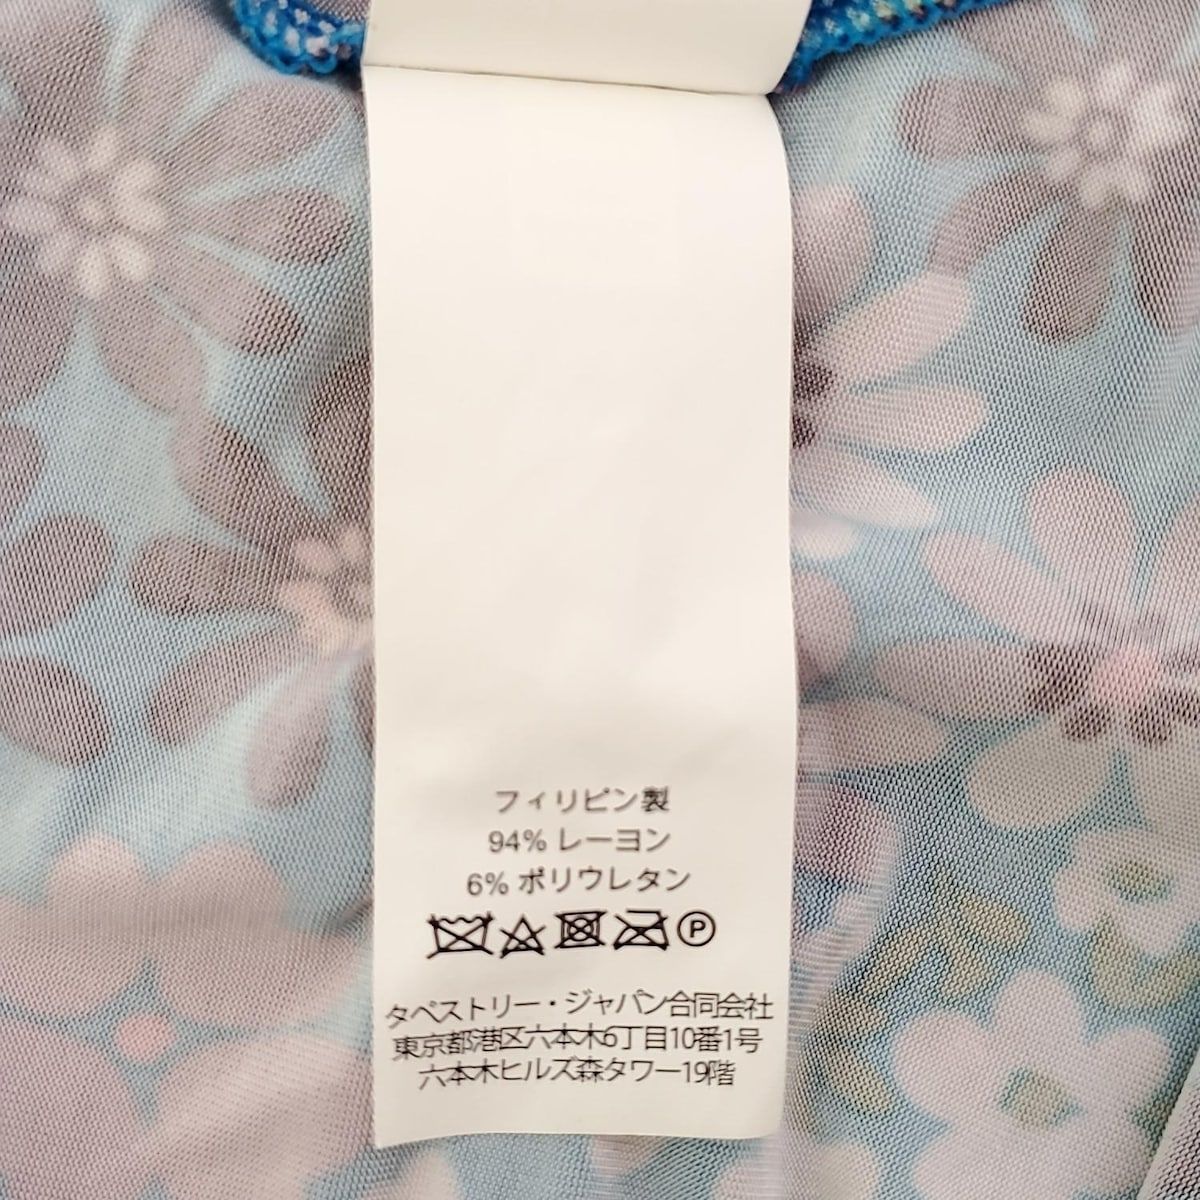 フィリピン製
94% レーヨン
6% ポリウレタン
P
タペストリー・ジャパン合同会社
東京都港区六本木6丁目10番1号
六本木ヒルズ森タワー19階